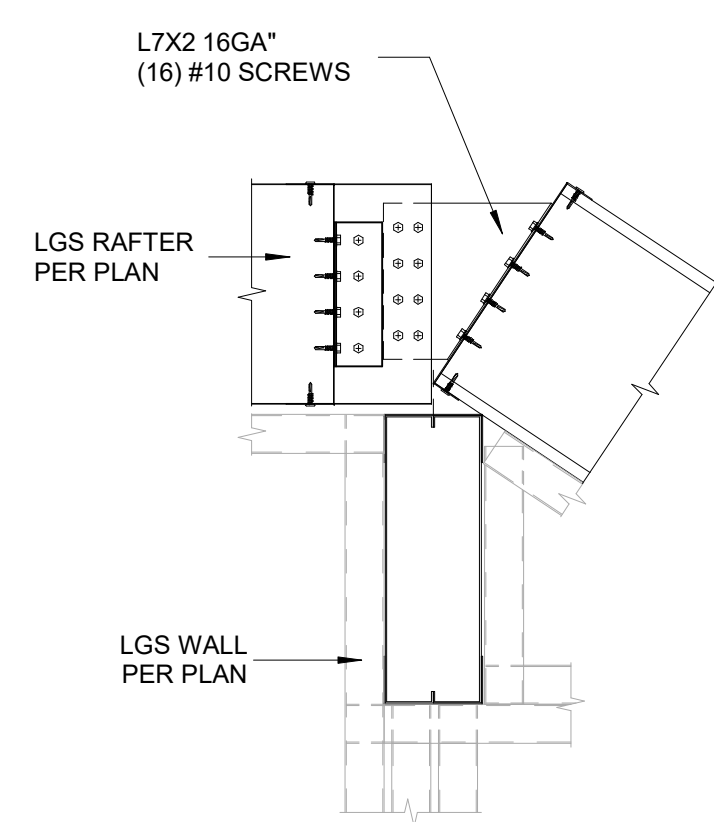 L7X2 16GA"
(16) #10 SCREWS
LGS RAFTER
PER PLAN
LGS WALL
PER PLAN